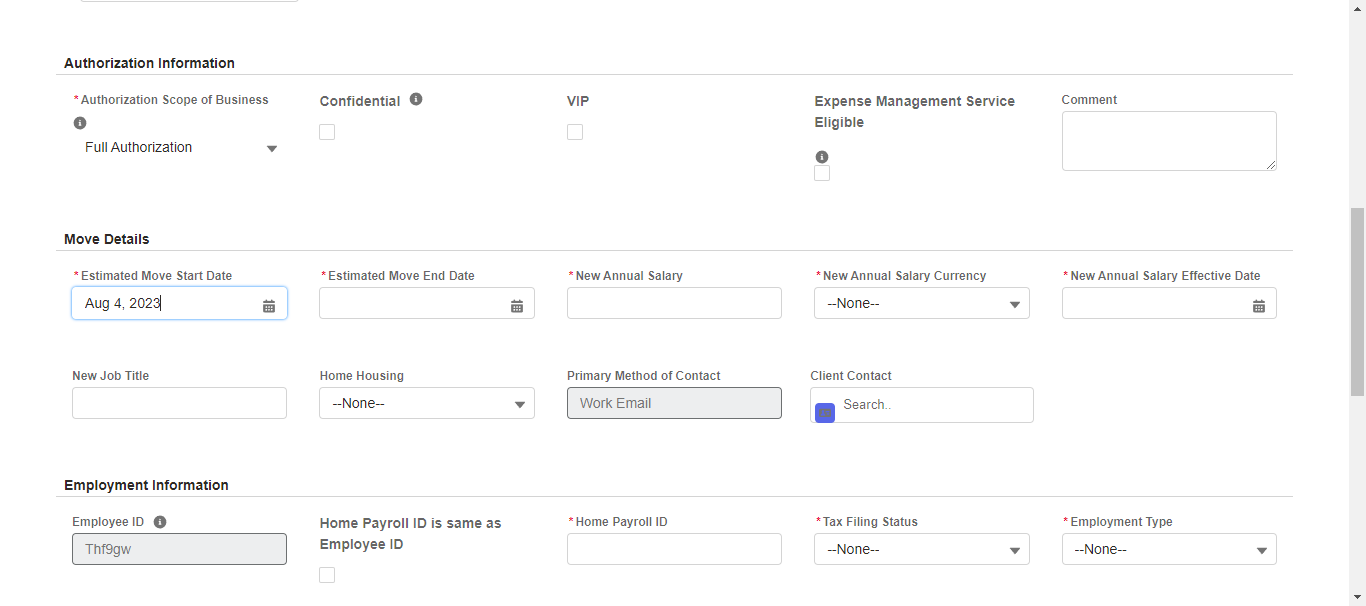 Authorization Information
* Authorization Scope of Business
Full Authorization
Confidential
VIP
Expense Management Service
Eligible
Comment
Move Details
* Estimated Move Start Date
Aug 4, 2023
* Estimated Move End Date
* New Annual Salary
* New Annual Salary Currency
--None--
* New Annual Salary Effective Date
New Job Title
Home Housing
--None--
Primary Method of Contact
Work Email
Client Contact
Search..
Employment Information
Employee ID
Thf9gw
Home Payroll ID is same as
Employee ID
* Home Payroll ID
* Tax Filing Status
--None--
* Employment Type
--None--